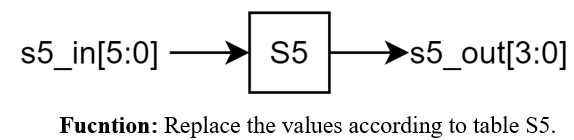 s5_in[5:0] S5 s5_out[3:0]
Fucntion: Replace the values according to table S5.